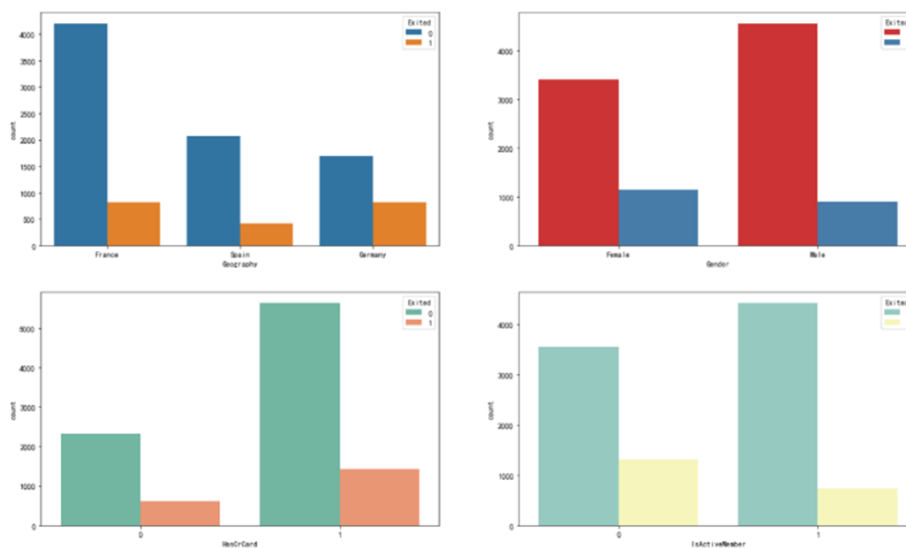 Exited
0
1
4000
3500
3000
2500
2000
1500
1000
500
0
count
France
Spain
Germany
Geography
Exited
4000
3000
2000
1000
0
count
Female
Male
Gender
Exited
0
1
5000
4000
3000
2000
1000
0
count
0
1
HasCrCard
Exited
4000
3000
2000
1000
0
count
0
1
IsActiveMember